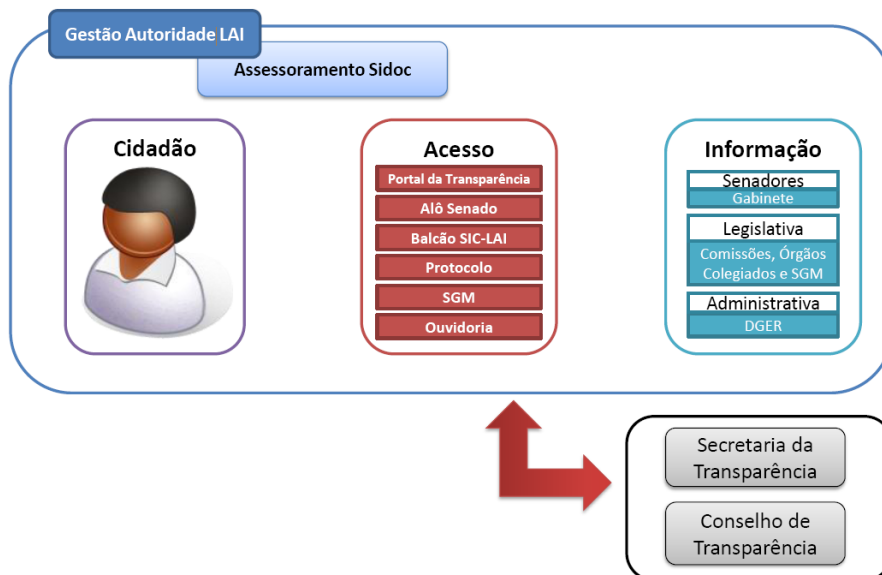 Gestão Autoridade LAI
Assessoramento Sidoc
Cidadão
Acesso
Portal da Transparência
Alô Senado
Balcão SIC-LAI
Protocolo
SGM
Ouvidoria
Informação
Senadores
Gabinete
Legislativa
Comissões, Órgãos
Colegiados e SGM
Administrativa
DGER
Secretaria da
Transparência
Conselho de
Transparência